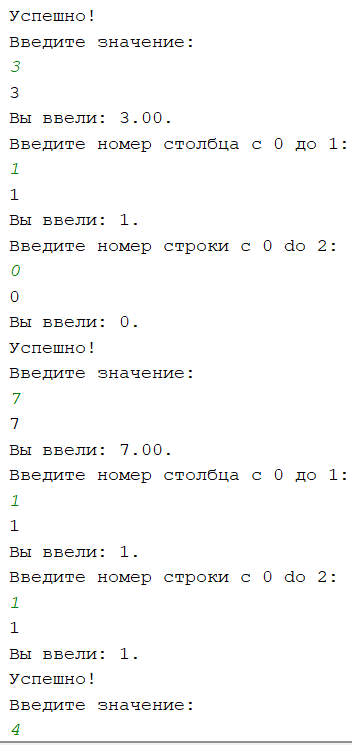 Успешно!
Введите значение:
3
3
Вы ввели: 3.00.
Введите номер столбца с 0 до 1:
1
1
Вы ввели: 1.
Введите номер строки с 0 do 2:
0
0
Вы ввели: 0.
Успешно!
Введите значение:
7
7
Вы ввели: 7.00.
Введите номер столбца с 0 до 1:
1
1
Вы ввели: 1.
Введите номер строки с 0 do 2:
1
1
Вы ввели: 1.
Успешно!
Введите значение:
4